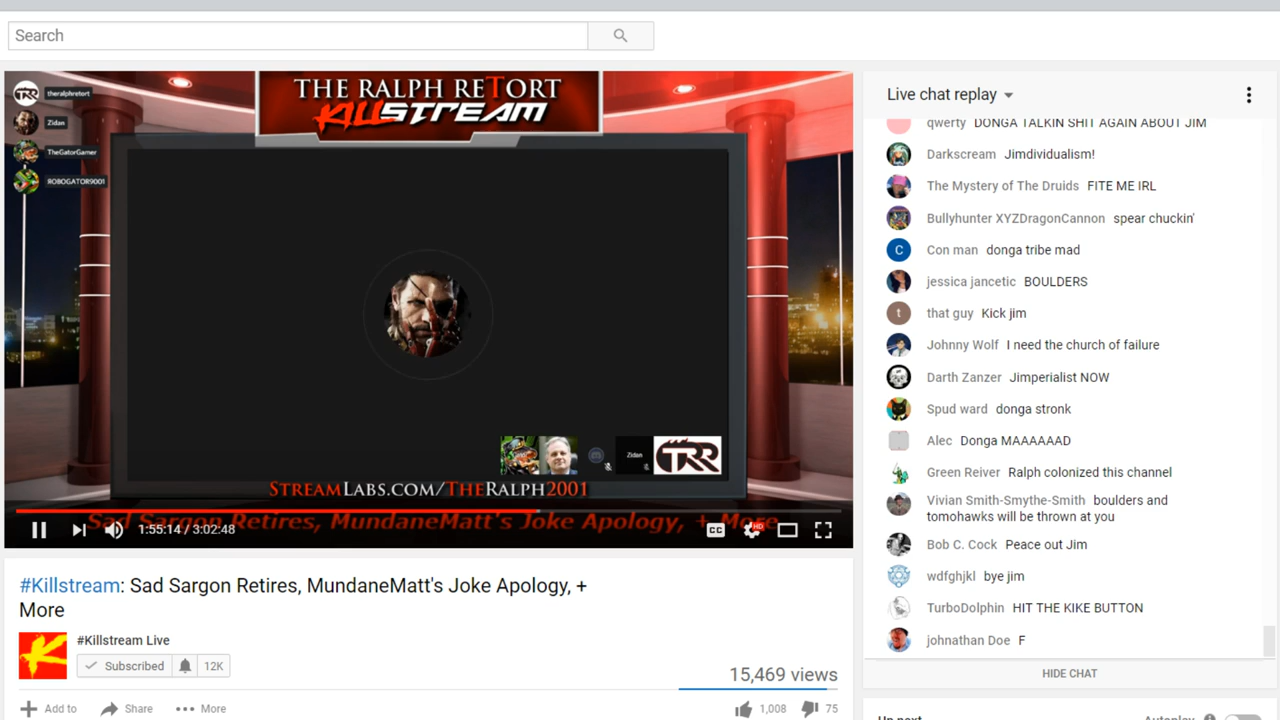 Search
THE RALPH RETORT
KILLSTREAM
TRR theralphretort
Zidan
TheGatorGamer
ROBOGATOR9001
Zidan
TRR
STREAMLABS.COM/THERALPH2001
Sad Sargon Retires, MundaneMatt's Joke Apology, + More
1:55:14 / 3:02:48
CC
HD
#Killstream: Sad Sargon Retires, MundaneMatt's Joke Apology, +
More
#Killstream Live
Subscribed 12K
15,469 views
Add to Share More 1,008 75
Live chat replay
qwerty DONGA TALKIN SHIT AGAIN ABOUT JIM
Darkscream Jimdividualism!
The Mystery of The Druids FITE ME IRL
Bullyhunter XYZDragonCannon spear chuckin'
C Con man donga tribe mad
jessica jancetic BOULDERS
t that guy Kick jim
Johnny Wolf I need the church of failure
Darth Zanzer Jimperialist NOW
Spud ward donga stronk
Alec Donga MAAAAAAD
Green Reiver Ralph colonized this channel
Vivian Smith-Smythe-Smith boulders and
tomohawks will be thrown at you
Bob C. Cock Peace out Jim
wdfghjkl bye jim
TurboDolphin HIT THE KIKE BUTTON
johnathan Doe F
HIDE CHAT
Up next Autoplay